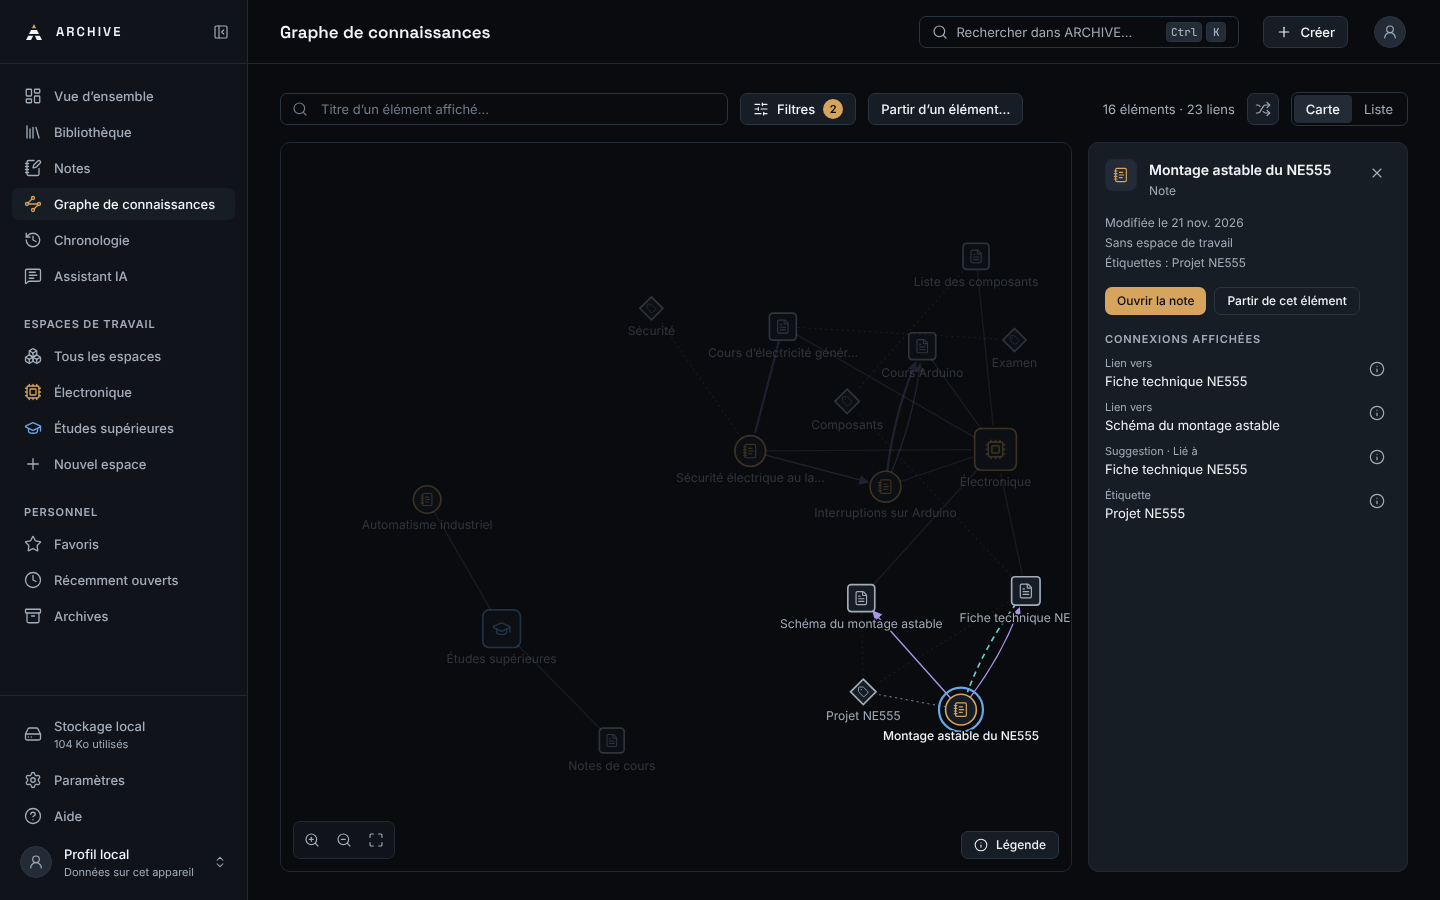 ARCHIVE
Graphe de connaissances
Rechercher dans ARCHIVE...
Ctrl
K
Créer
Vue d'ensemble
Bibliothèque
Notes
Graphe de connaissances
Chronologie
Assistant IA
ESPACES DE TRAVAIL
Tous les espaces
Électronique
Études supérieures
Nouvel espace
PERSONNEL
Favoris
Récemment ouverts
Archives
Stockage local
104 Ko utilisés
Paramètres
Aide
Profil local
Données sur cet appareil
Titre d'un élément affiché...
Filtres
2
Partir d'un élément...
16 éléments · 23 liens
Carte
Liste
Liste des composants
Sécurité
Cours d'électricité génér...
Cours Arduino
Examen
Composants
Sécurité électrique au la...
Électronique
Automatisme industriel
Interruptions sur Arduino
Schéma du montage astable
Fiche technique NE
Études supérieures
Projet NE555
Montage astable du NE555
Notes de cours
Légende
Montage astable du NE555
Note
Modifiée le 21 nov. 2026
Sans espace de travail
Étiquettes : Projet NE555
Ouvrir la note
Partir de cet élément
CONNEXIONS AFFICHÉES
Lien vers
Fiche technique NE555
Lien vers
Schéma du montage astable
Suggestion · Lié à
Fiche technique NE555
Étiquette
Projet NE555